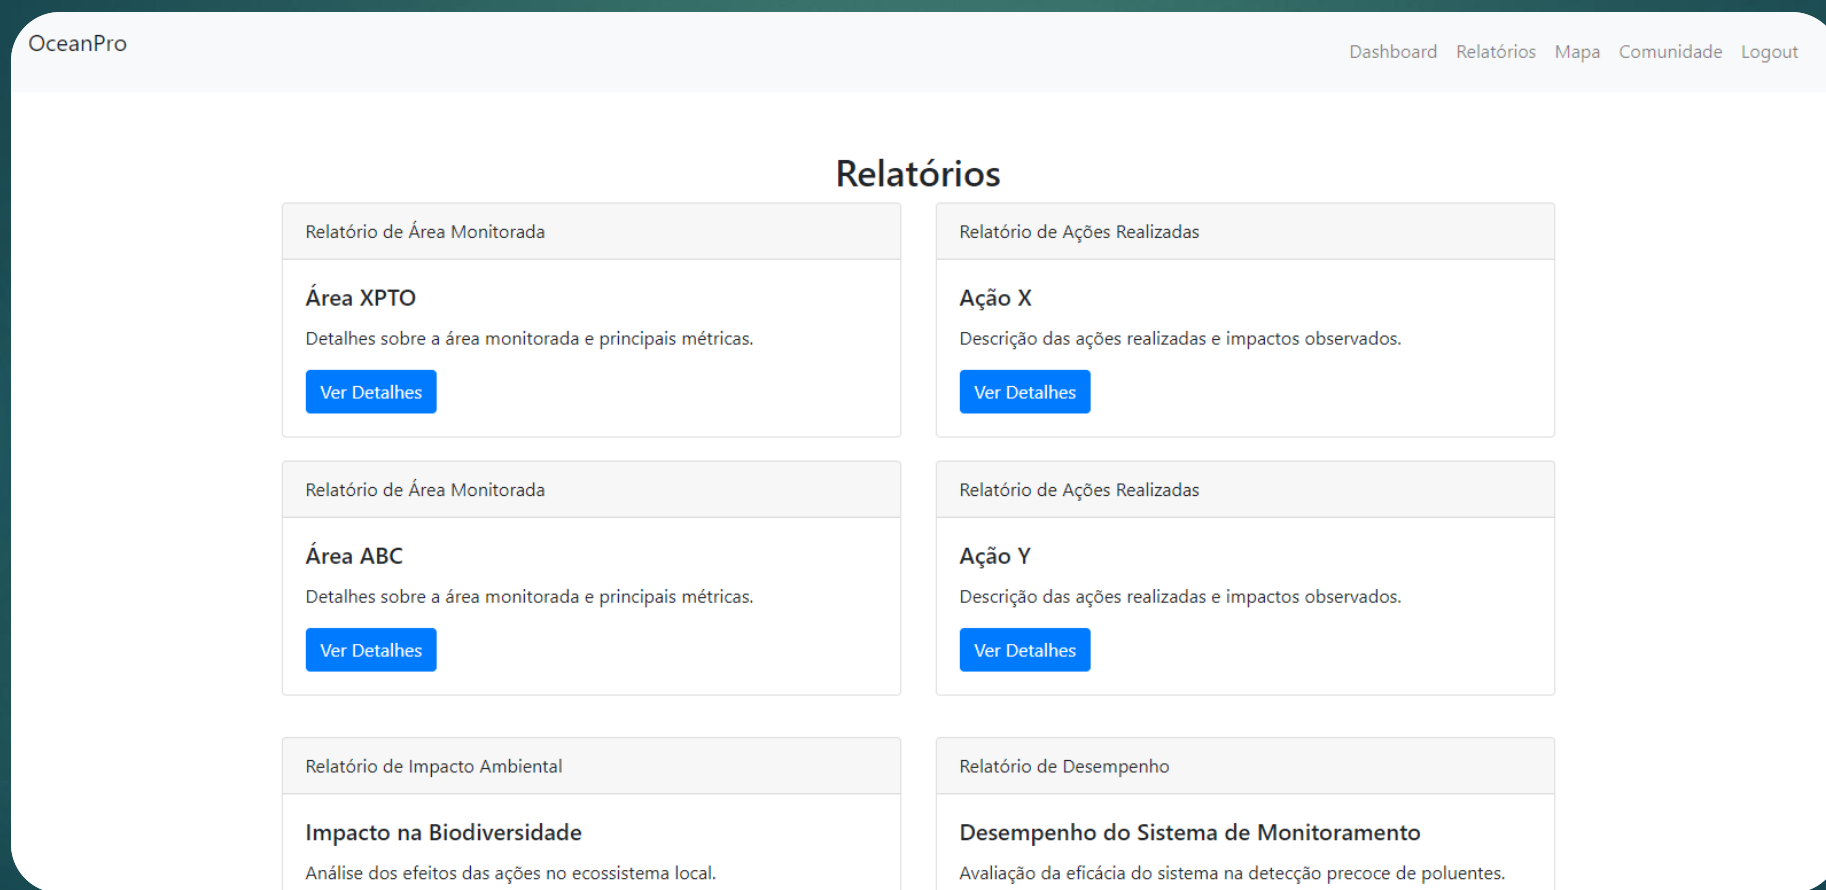 OceanPro
Dashboard Relatórios Mapa Comunidade Logout
Relatórios
Relatório de Área Monitorada
Área XPTO
Detalhes sobre a área monitorada e principais métricas.
Ver Detalhes
Relatório de Ações Realizadas
Ação X
Descrição das ações realizadas e impactos observados.
Ver Detalhes
Relatório de Área Monitorada
Área ABC
Detalhes sobre a área monitorada e principais métricas.
Ver Detalhes
Relatório de Ações Realizadas
Ação Y
Descrição das ações realizadas e impactos observados.
Ver Detalhes
Relatório de Impacto Ambiental
Impacto na Biodiversidade
Análise dos efeitos das ações no ecossistema local.
Relatório de Desempenho
Desempenho do Sistema de Monitoramento
Avaliação da eficácia do sistema na detecção precoce de poluentes.